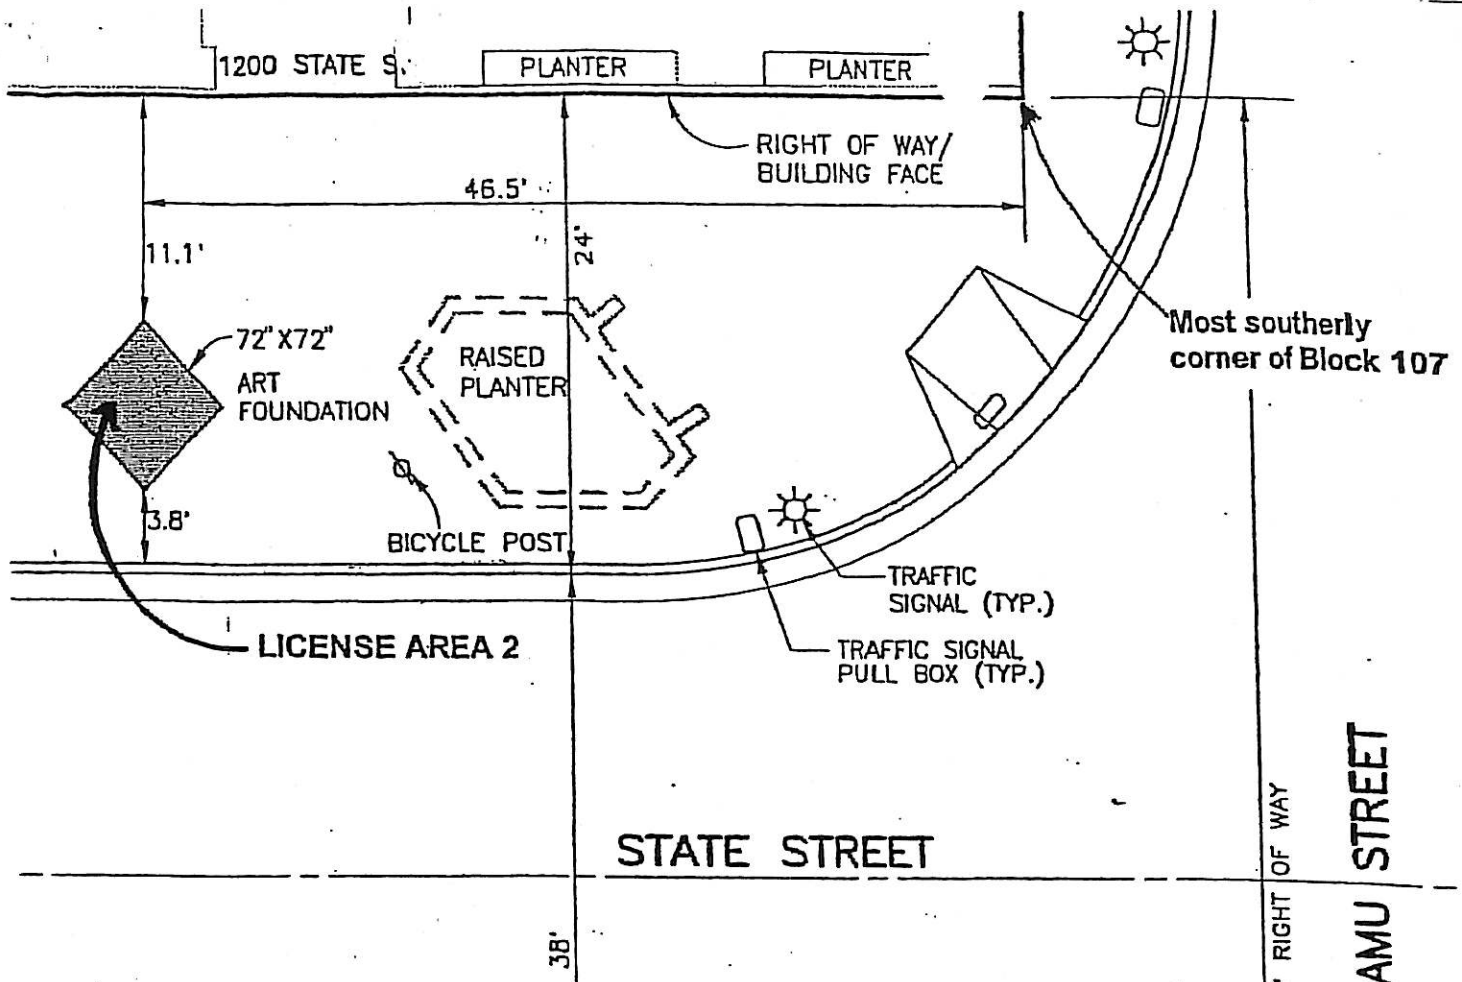 1200 STATE S.
PLANTER
PLANTER
RIGHT OF WAY/
BUILDING FACE
46.5'
24'
11.1'
72"X72"
ART
FOUNDATION
RAISED
PLANTER
Most southerly
corner of Block 107
3.8'
BICYCLE POST
TRAFFIC
SIGNAL (TYP.)
LICENSE AREA 2
TRAFFIC SIGNAL
PULL BOX (TYP.)
STATE STREET
38'
' RIGHT OF WAY
AMU STREET